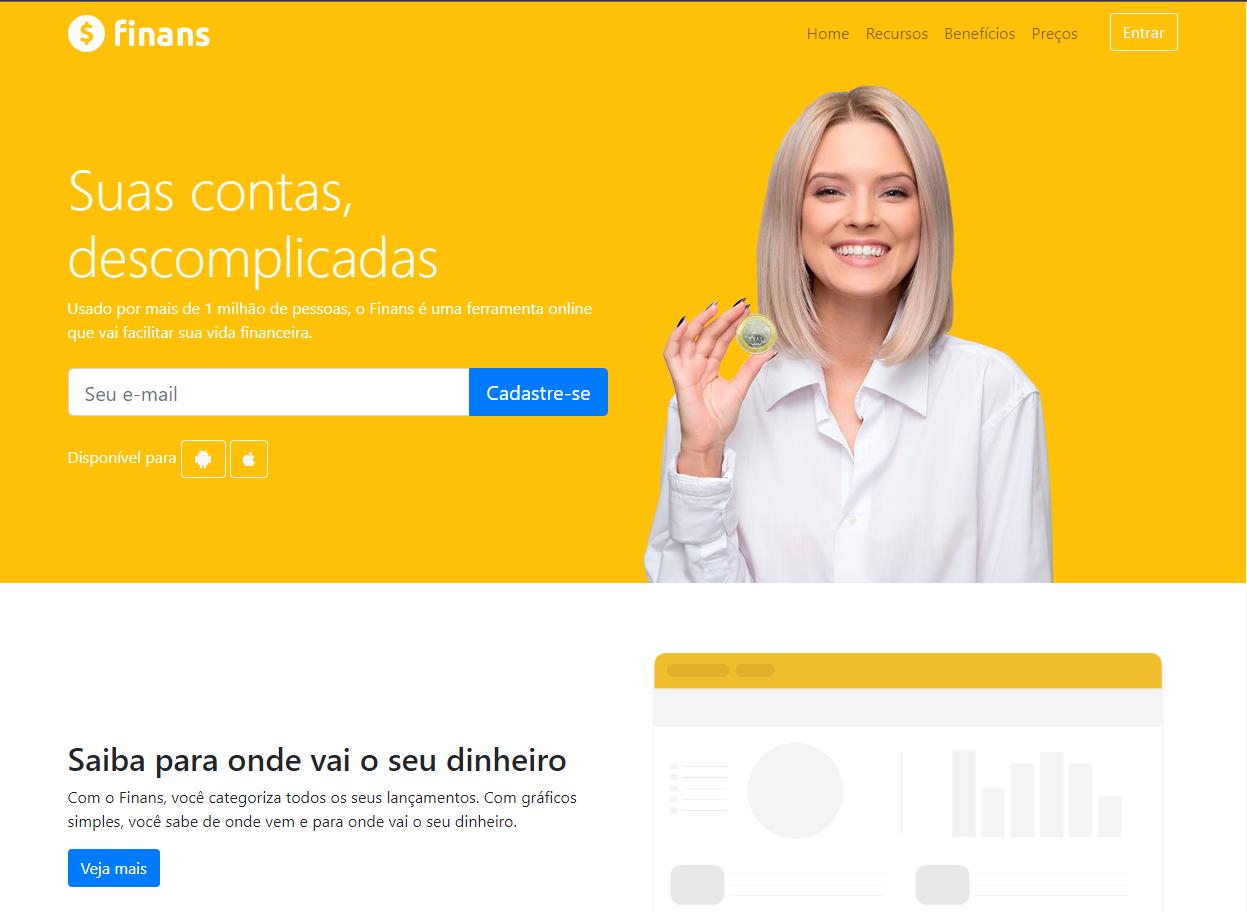 finans
Home Recursos Benefícios Preços Entrar
Suas contas,
descomplicadas
Usado por mais de 1 milhão de pessoas, o Finans é uma ferramenta online
que vai facilitar sua vida financeira.
Seu e-mail Cadastre-se
Disponível para
Saiba para onde vai o seu dinheiro
Com o Finans, você categoriza todos os seus lançamentos. Com gráficos
simples, você sabe de onde vem e para onde vai o seu dinheiro.
Veja mais